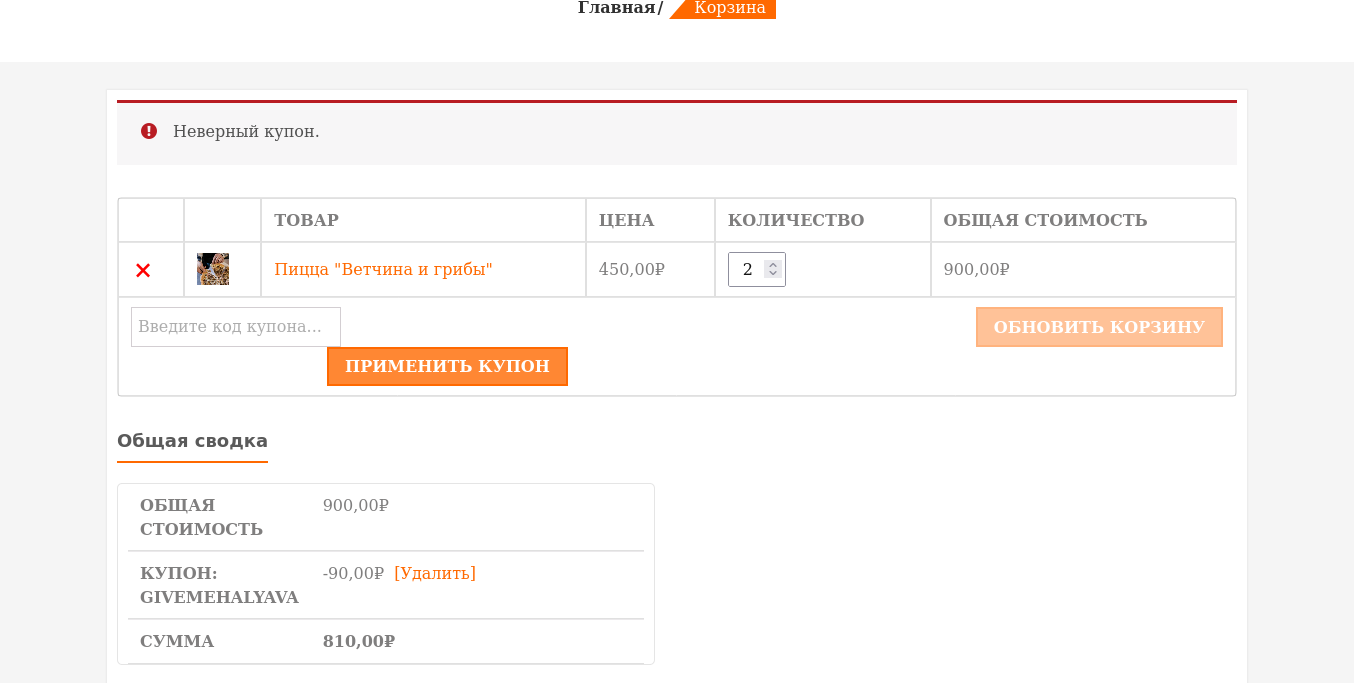 Главная/ Корзина
Неверный купон.
ТОВАР ЦЕНА КОЛИЧЕСТВО ОБЩАЯ СТОИМОСТЬ
Пицца "Ветчина и грибы" 450,00₽ 2 900,00₽
Введите код купона... ОБНОВИТЬ КОРЗИНУ
ПРИМЕНИТЬ КУПОН
Общая сводка
ОБЩАЯ 900,00₽
СТОИМОСТЬ
КУПОН: -90,00₽ [Удалить]
GIVEMEHALYAVA
СУММА 810,00₽